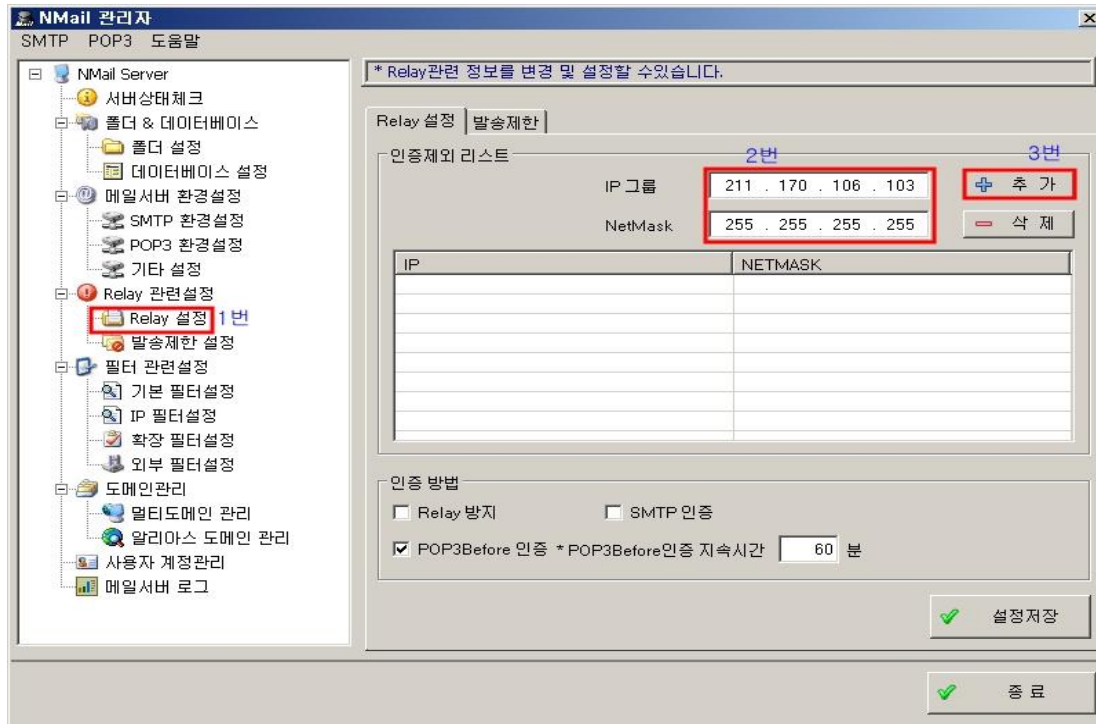 NMail 관리자
SMTP POP3 도움말
NMail Server
서버상태체크
폴더 & 데이터베이스
폴더 설정
데이터베이스 설정
메일서버 환경설정
SMTP 환경설정
POP3 환경설정
기타 설정
Relay 관련설정
Relay 설정 1번
발송제한 설정
필터 관련설정
기본 필터설정
IP 필터설정
확장 필터설정
외부 필터설정
도메인관리
멀티도메인 관리
알리아스 도메인 관리
사용자 계정관리
메일서버 로그
* Relay관련 정보를 변경 및 설정할 수있습니다.
Relay 설정 발송제한
인증제외 리스트 2번 3번
IP 그룹 211 . 170 . 106 . 103 추 가
NetMask 255 . 255 . 255 . 255 삭 제
IP NETMASK
인증 방법
Relay 방지 SMTP 인증
POP3Before 인증 * POP3Before인증 지속시간 60 분
설정저장
종 료